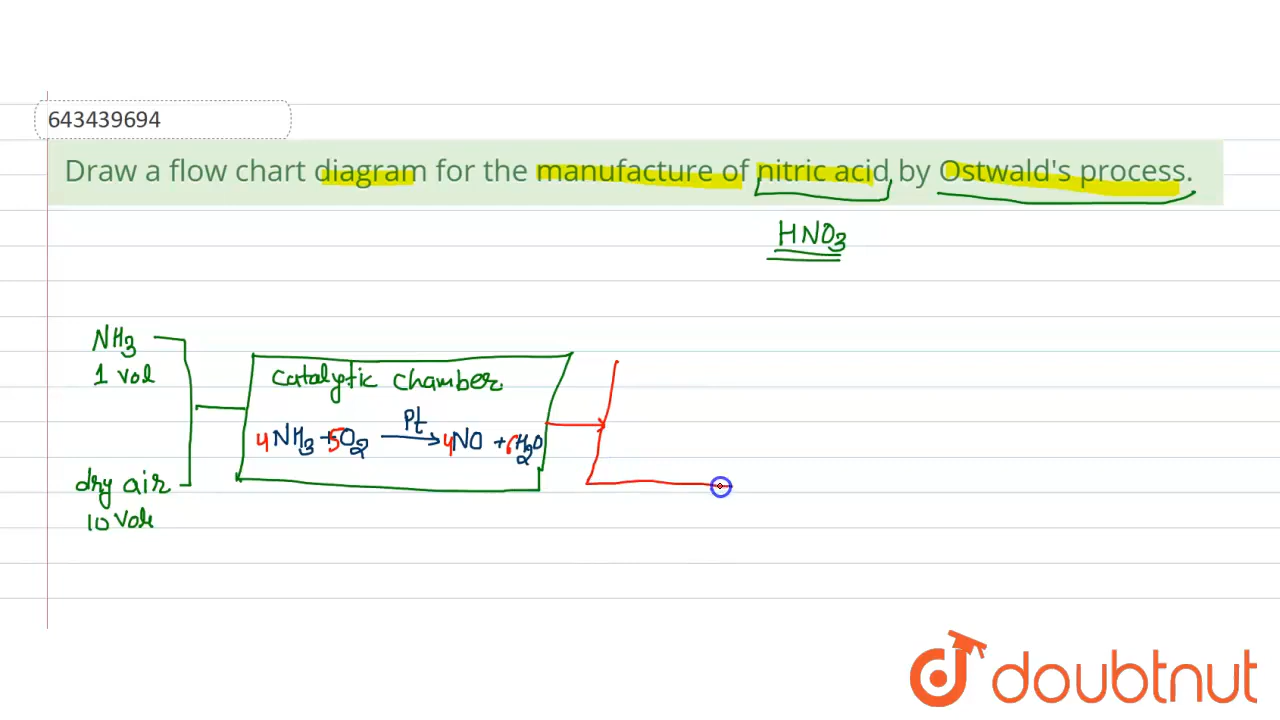 643439694
Draw a flow chart diagram for the manufacture of nitric acid by Ostwald's process.
HNO3
NH3
1 vol
catalytic chamber
4NH3 + 5O2 Pt → 4NO + 6H2O
dry air
10 Vol
doubtnut